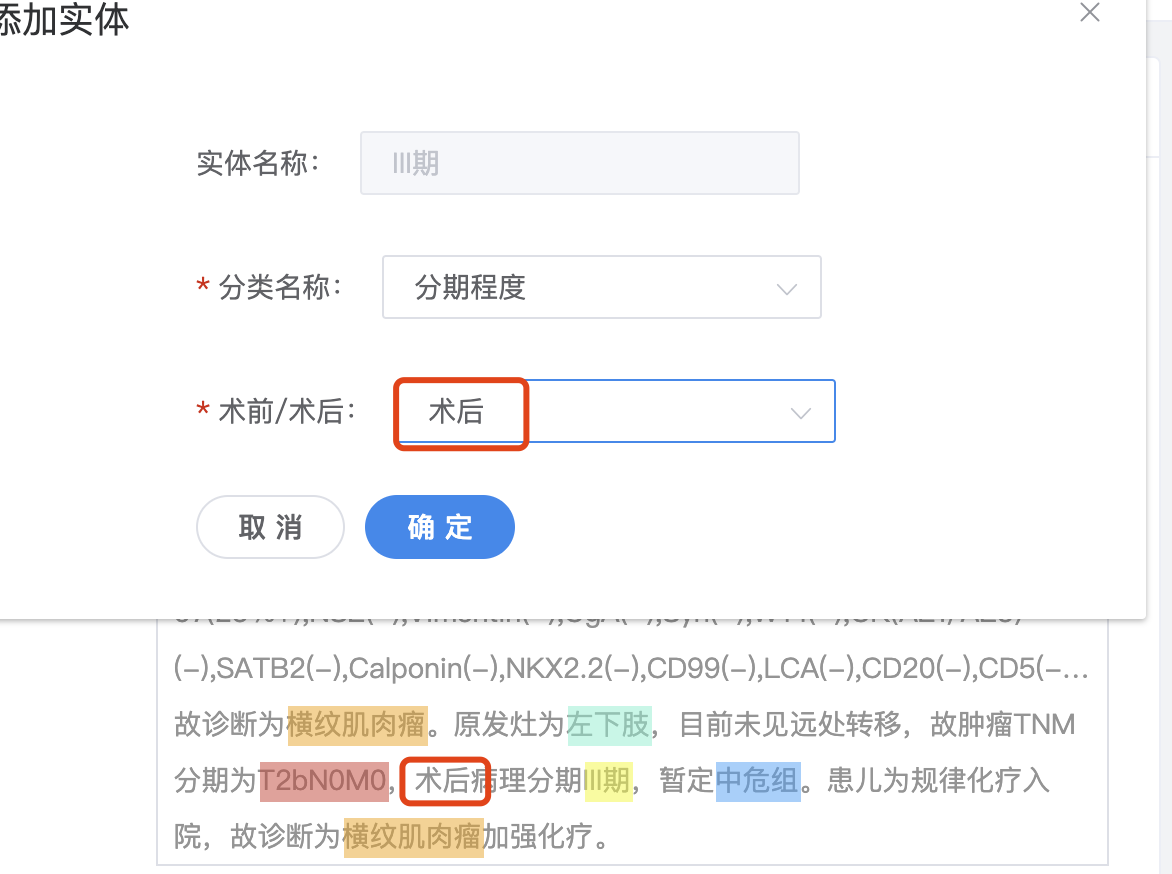 添加实体
实体名称：
III期
* 分类名称：
分期程度
* 术前/术后：
术后
取 消
确 定
(−),SATB2(−),Calponin(−),NKX2.2(−),CD99(−),LCA(−),CD20(−),CD5(−...
故诊断为横纹肌肉瘤。原发灶为左下肢，目前未见远处转移，故肿瘤TNM
分期为T2bN0M0，术后病理分期III期，暂定中危组。患儿为规律化疗入
院，故诊断为横纹肌肉瘤加强化疗。